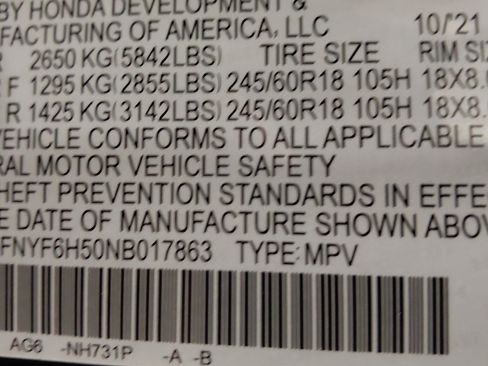 BY HONDA DEVELOPMENT &
FACTURING OF AMERICA, LLC 10/'21
R 2650 KG(5842LBS) TIRE SIZE RIM SI
F 1295 KG(2855LBS) 245/60R18 105H 18X8.
R 1425 KG(3142LBS) 245/60R18 105H 18X8.
VEHICLE CONFORMS TO ALL APPLICABLE
RAL MOTOR VEHICLE SAFETY
HEFT PREVENTION STANDARDS IN EFFE
E DATE OF MANUFACTURE SHOWN ABOV
FNYF6H50NB017863 TYPE:MPV
AG6 -NH731P -A -B